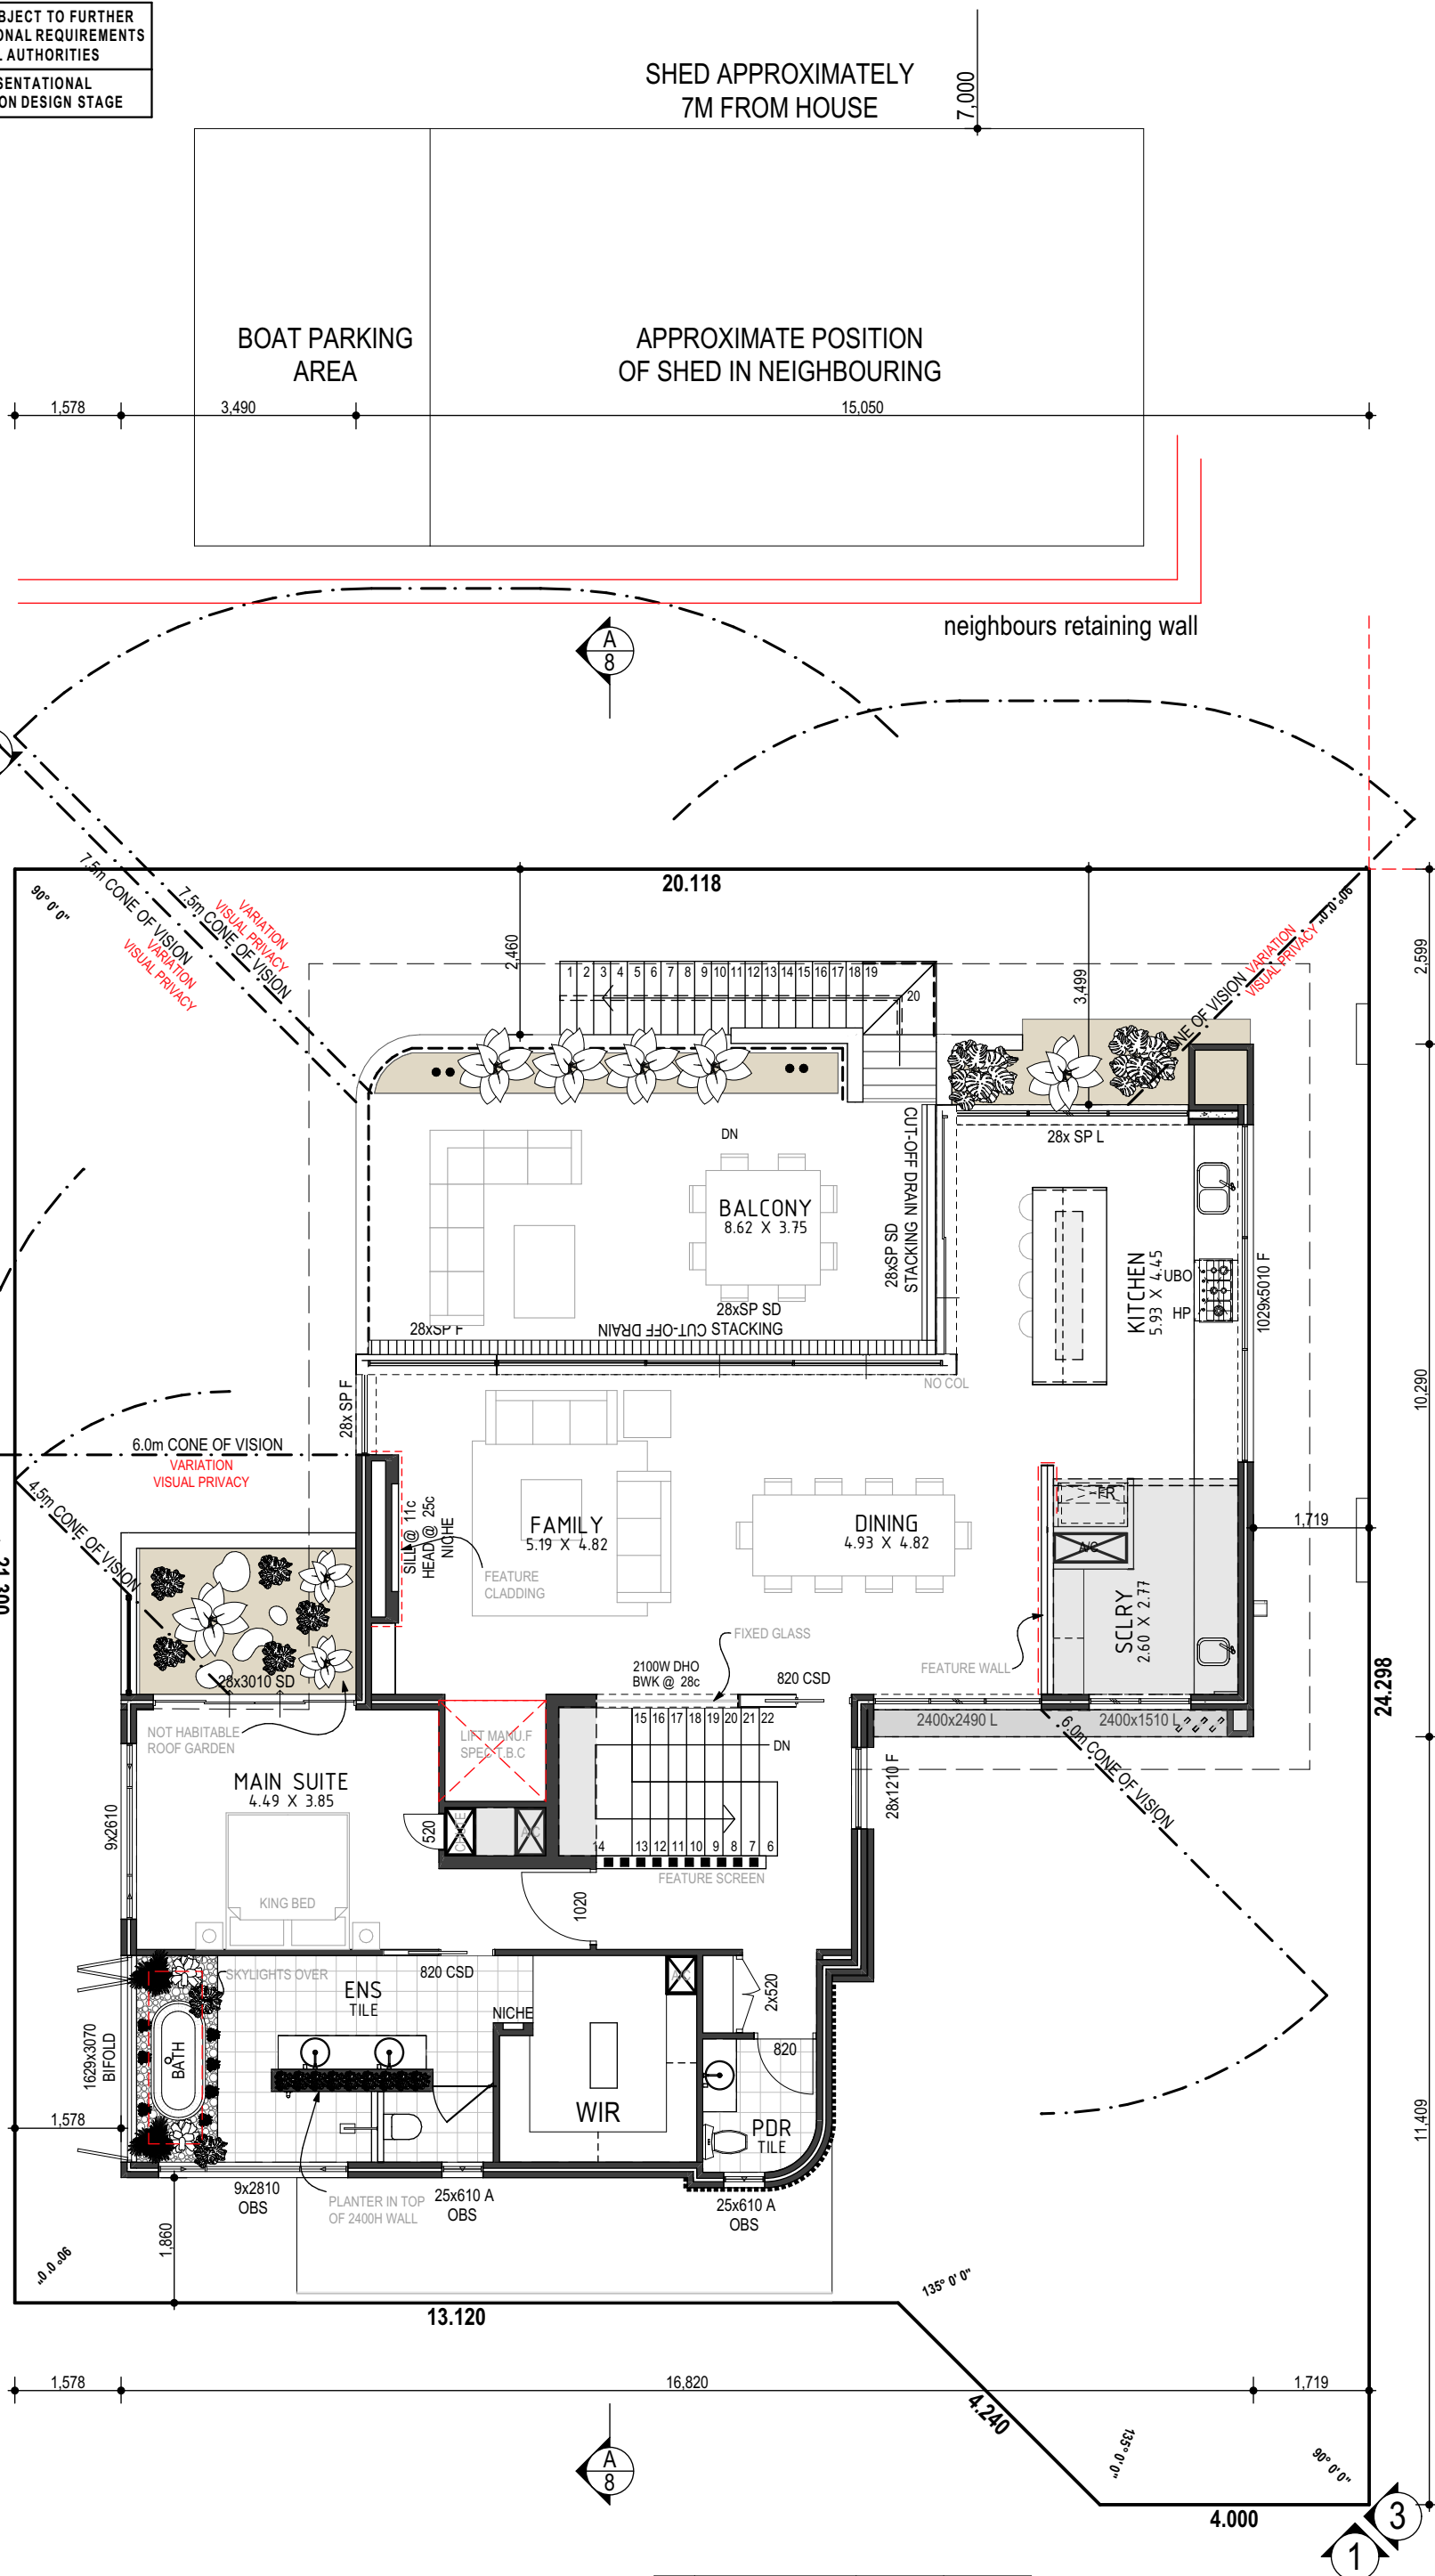 BJECT TO FURTHER
ONAL REQUIREMENTS
L AUTHORITIES
SENTATIONAL
ON DESIGN STAGE
SHED APPROXIMATELY
7M FROM HOUSE
7,000
BOAT PARKING
AREA
APPROXIMATE POSITION
OF SHED IN NEIGHBOURING
1,578
3,490
15,050
neighbours retaining wall
A
8
20.118
90° 0' 0"
7.5m CONE OF VISION
VARIATION
VISUAL PRIVACY
7.5m CONE OF VISION
VARIATION
VISUAL PRIVACY
2,460
3,499
2,599
90° 0' 0"
ONE OF VISION
VARIATION
VISUAL PRIVACY
1 2 3 4 5 6 7 8 9 10 11 12 13 14 15 16 17 18 19
20
DN
28x SP L
BALCONY
8.62 X 3.75
CUT-OFF DRAIN
28xSP SD
STACKING
28xSP F
28xSP SD
CUT-OFF DRAIN STACKING
KITCHEN
5.93 X 4.45
UBO
HP
1029x5010 F
10,290
NO COL
28x SP F
6.0m CONE OF VISION
VARIATION
VISUAL PRIVACY
4.5m CONE OF VISION
21.300
SILL @ 11c
HEAD @ 25c
NICHE
FAMILY
5.19 X 4.82
FEATURE
CLADDING
DINING
4.93 X 4.82
FR
A/C
1,719
SCLRY
2.60 X 2.77
FEATURE WALL
FIXED GLASS
2100W DHO
BWK @ 28c
820 CSD
28x3010 SD
NOT HABITABLE
ROOF GARDEN
24.298
2400x2490 L
2400x1510 L
6.0m CONE OF VISION
LIFT MANU.F
SPEC T.B.C
15 16 17 18 19 20 21 22
DN
MAIN SUITE
4.49 X 3.85
9x2610
28x1210 F
520
CHUTE
A/C
14 13 12 11 10 9 8 7 6
FEATURE SCREEN
KING BED
1020
820 CSD
SKYLIGHTS OVER
ENS
TILE
A/C
2x520
NICHE
1629x3070
BIFOLD
BATH
820
WIR
PDR
TILE
1,578
11,409
9x2810
OBS
PLANTER IN TOP
OF 2400H WALL
25x610 A
OBS
25x610 A
OBS
1,860
90° 0' 0"
135° 0' 0"
13.120
1,578
16,820
1,719
4.240
A
8
135° 0' 0"
90° 0' 0"
4.000
3
1